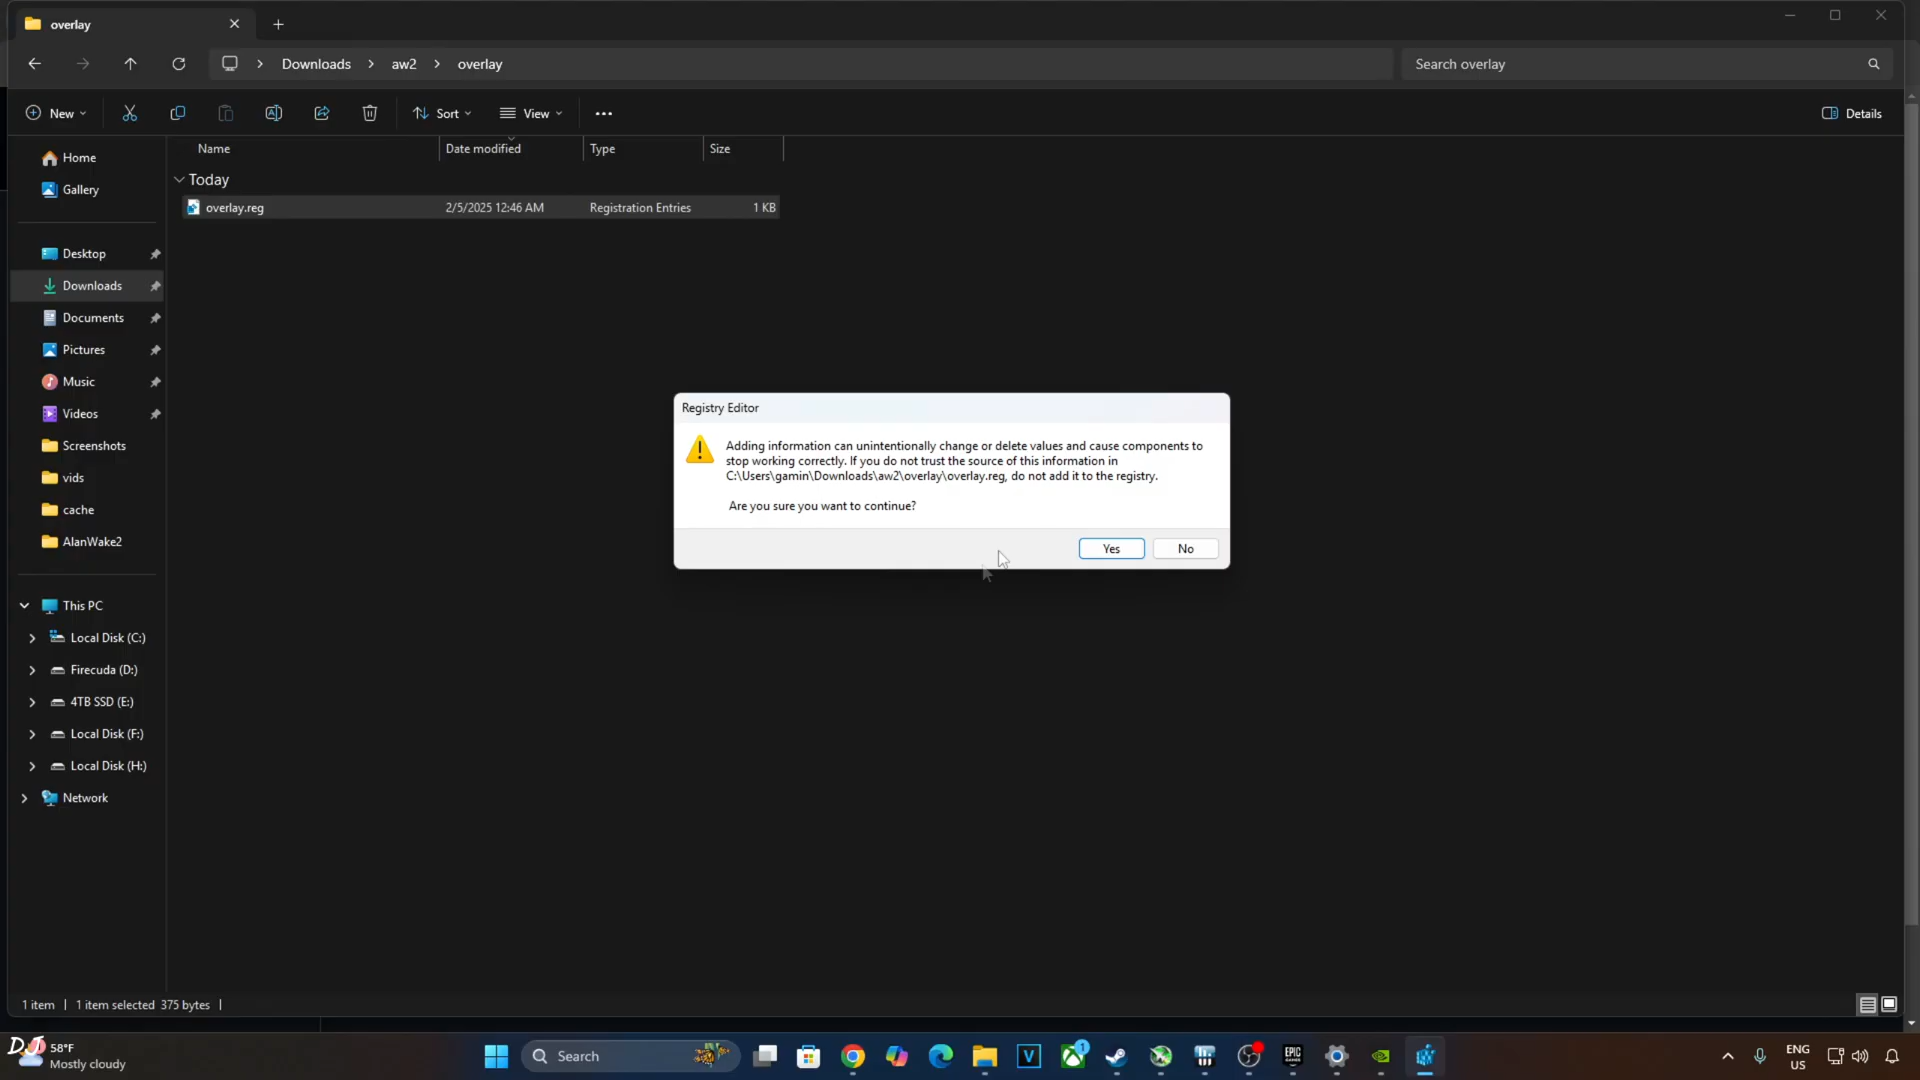 overlay
Downloads
aw2
overlay
Search overlay
New
Sort
View
Details
Name
Date modified
Type
Size
Today
overlay.reg
2/5/2025 12:46 AM
Registration Entries
1 KB
Home
Gallery
Desktop
Downloads
Documents
Pictures
Music
Videos
Screenshots
vids
cache
AlanWake2
This PC
Local Disk (C:)
Firecuda (D:)
4TB SSD (E:)
Local Disk (F:)
Local Disk (H:)
Network
Registry Editor
Adding information can unintentionally change or delete values and cause components to
stop working correctly. If you do not trust the source of this information in
C:\Users\gamin\Downloads\aw2\overlay\overlay.reg, do not add it to the registry.
Are you sure you want to continue?
Yes
No
1 item
1 item selected 375 bytes
DJ
58°F
Mostly cloudy
Search
V
1
EPIC
GAMES
ENG
US